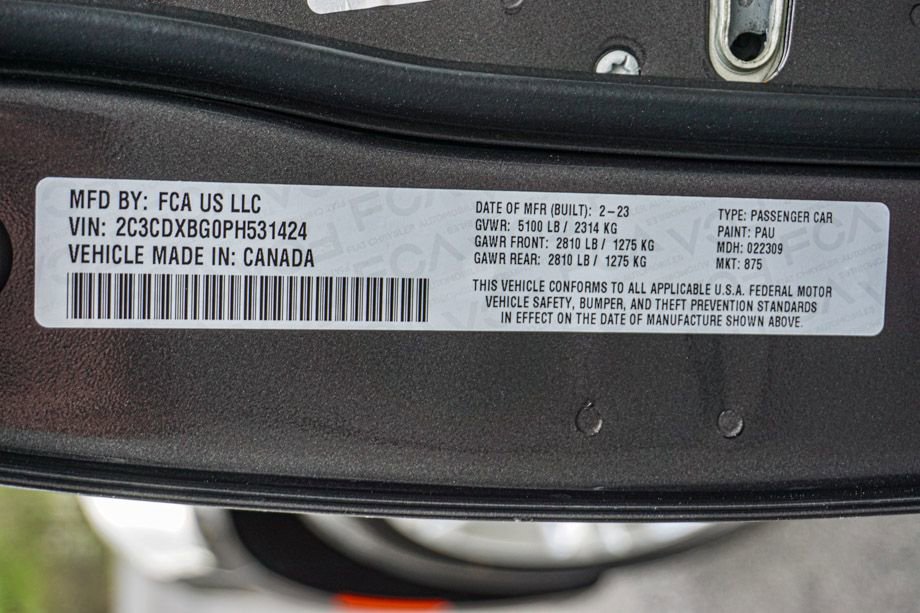 MFD BY: FCA US LLC
VIN: 2C3CDXBG0PH531424
VEHICLE MADE IN: CANADA
DATE OF MFR (BUILT): 2-23
GVWR: 5100 LB / 2314 KG
GAWR FRONT: 2810 LB / 1275 KG
GAWR REAR: 2810 LB / 1275 KG
TYPE: PASSENGER CAR
PAINT: PAU
MDH: 022309
MKT: 875
THIS VEHICLE CONFORMS TO ALL APPLICABLE U.S.A. FEDERAL MOTOR
VEHICLE SAFETY, BUMPER, AND THEFT PREVENTION STANDARDS
IN EFFECT ON THE DATE OF MANUFACTURE SHOWN ABOVE.